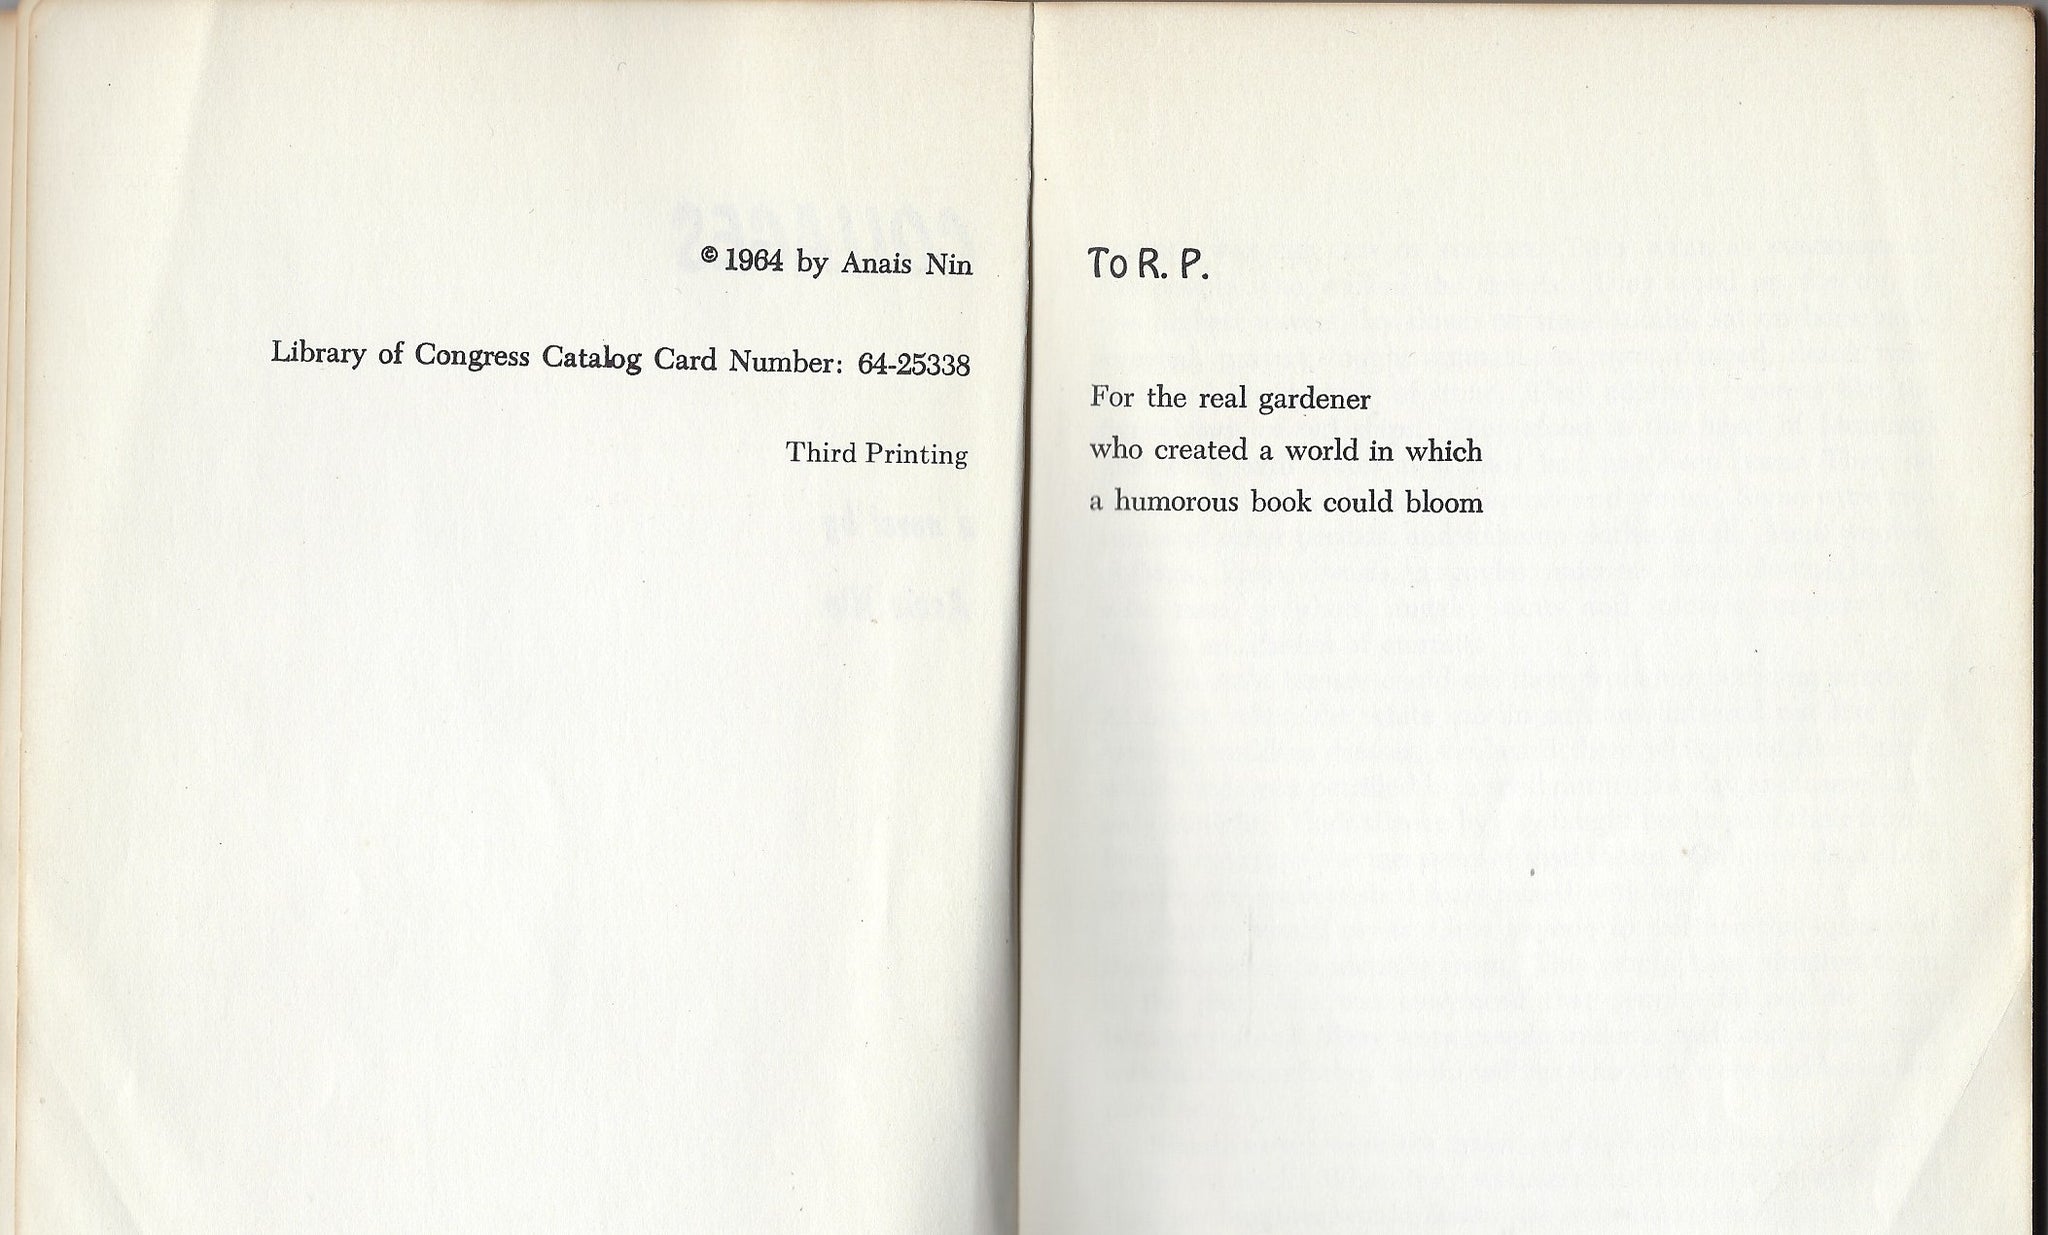 © 1964 by Anais Nin
Library of Congress Catalog Card Number: 64-25338
Third Printing
To R. P.
For the real gardener
who created a world in which
a humorous book could bloom